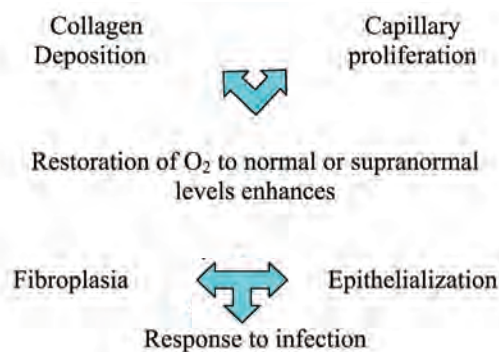 Collagen
Deposition
Capillary
proliferation
Restoration of O₂ to normal or supranormal
levels enhances
Fibroplasia
Epithelialization
Response to infection